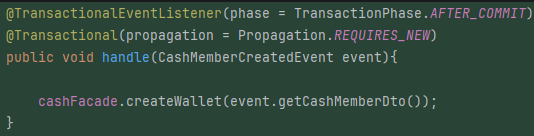 @TransactionalEventListener(phase = TransactionPhase.AFTER_COMMIT)
@Transactional(propagation = Propagation.REQUIRES_NEW)
public void handle(CashMemberCreatedEvent event){
cashFacade.createWallet(event.getCashMemberDto());
}